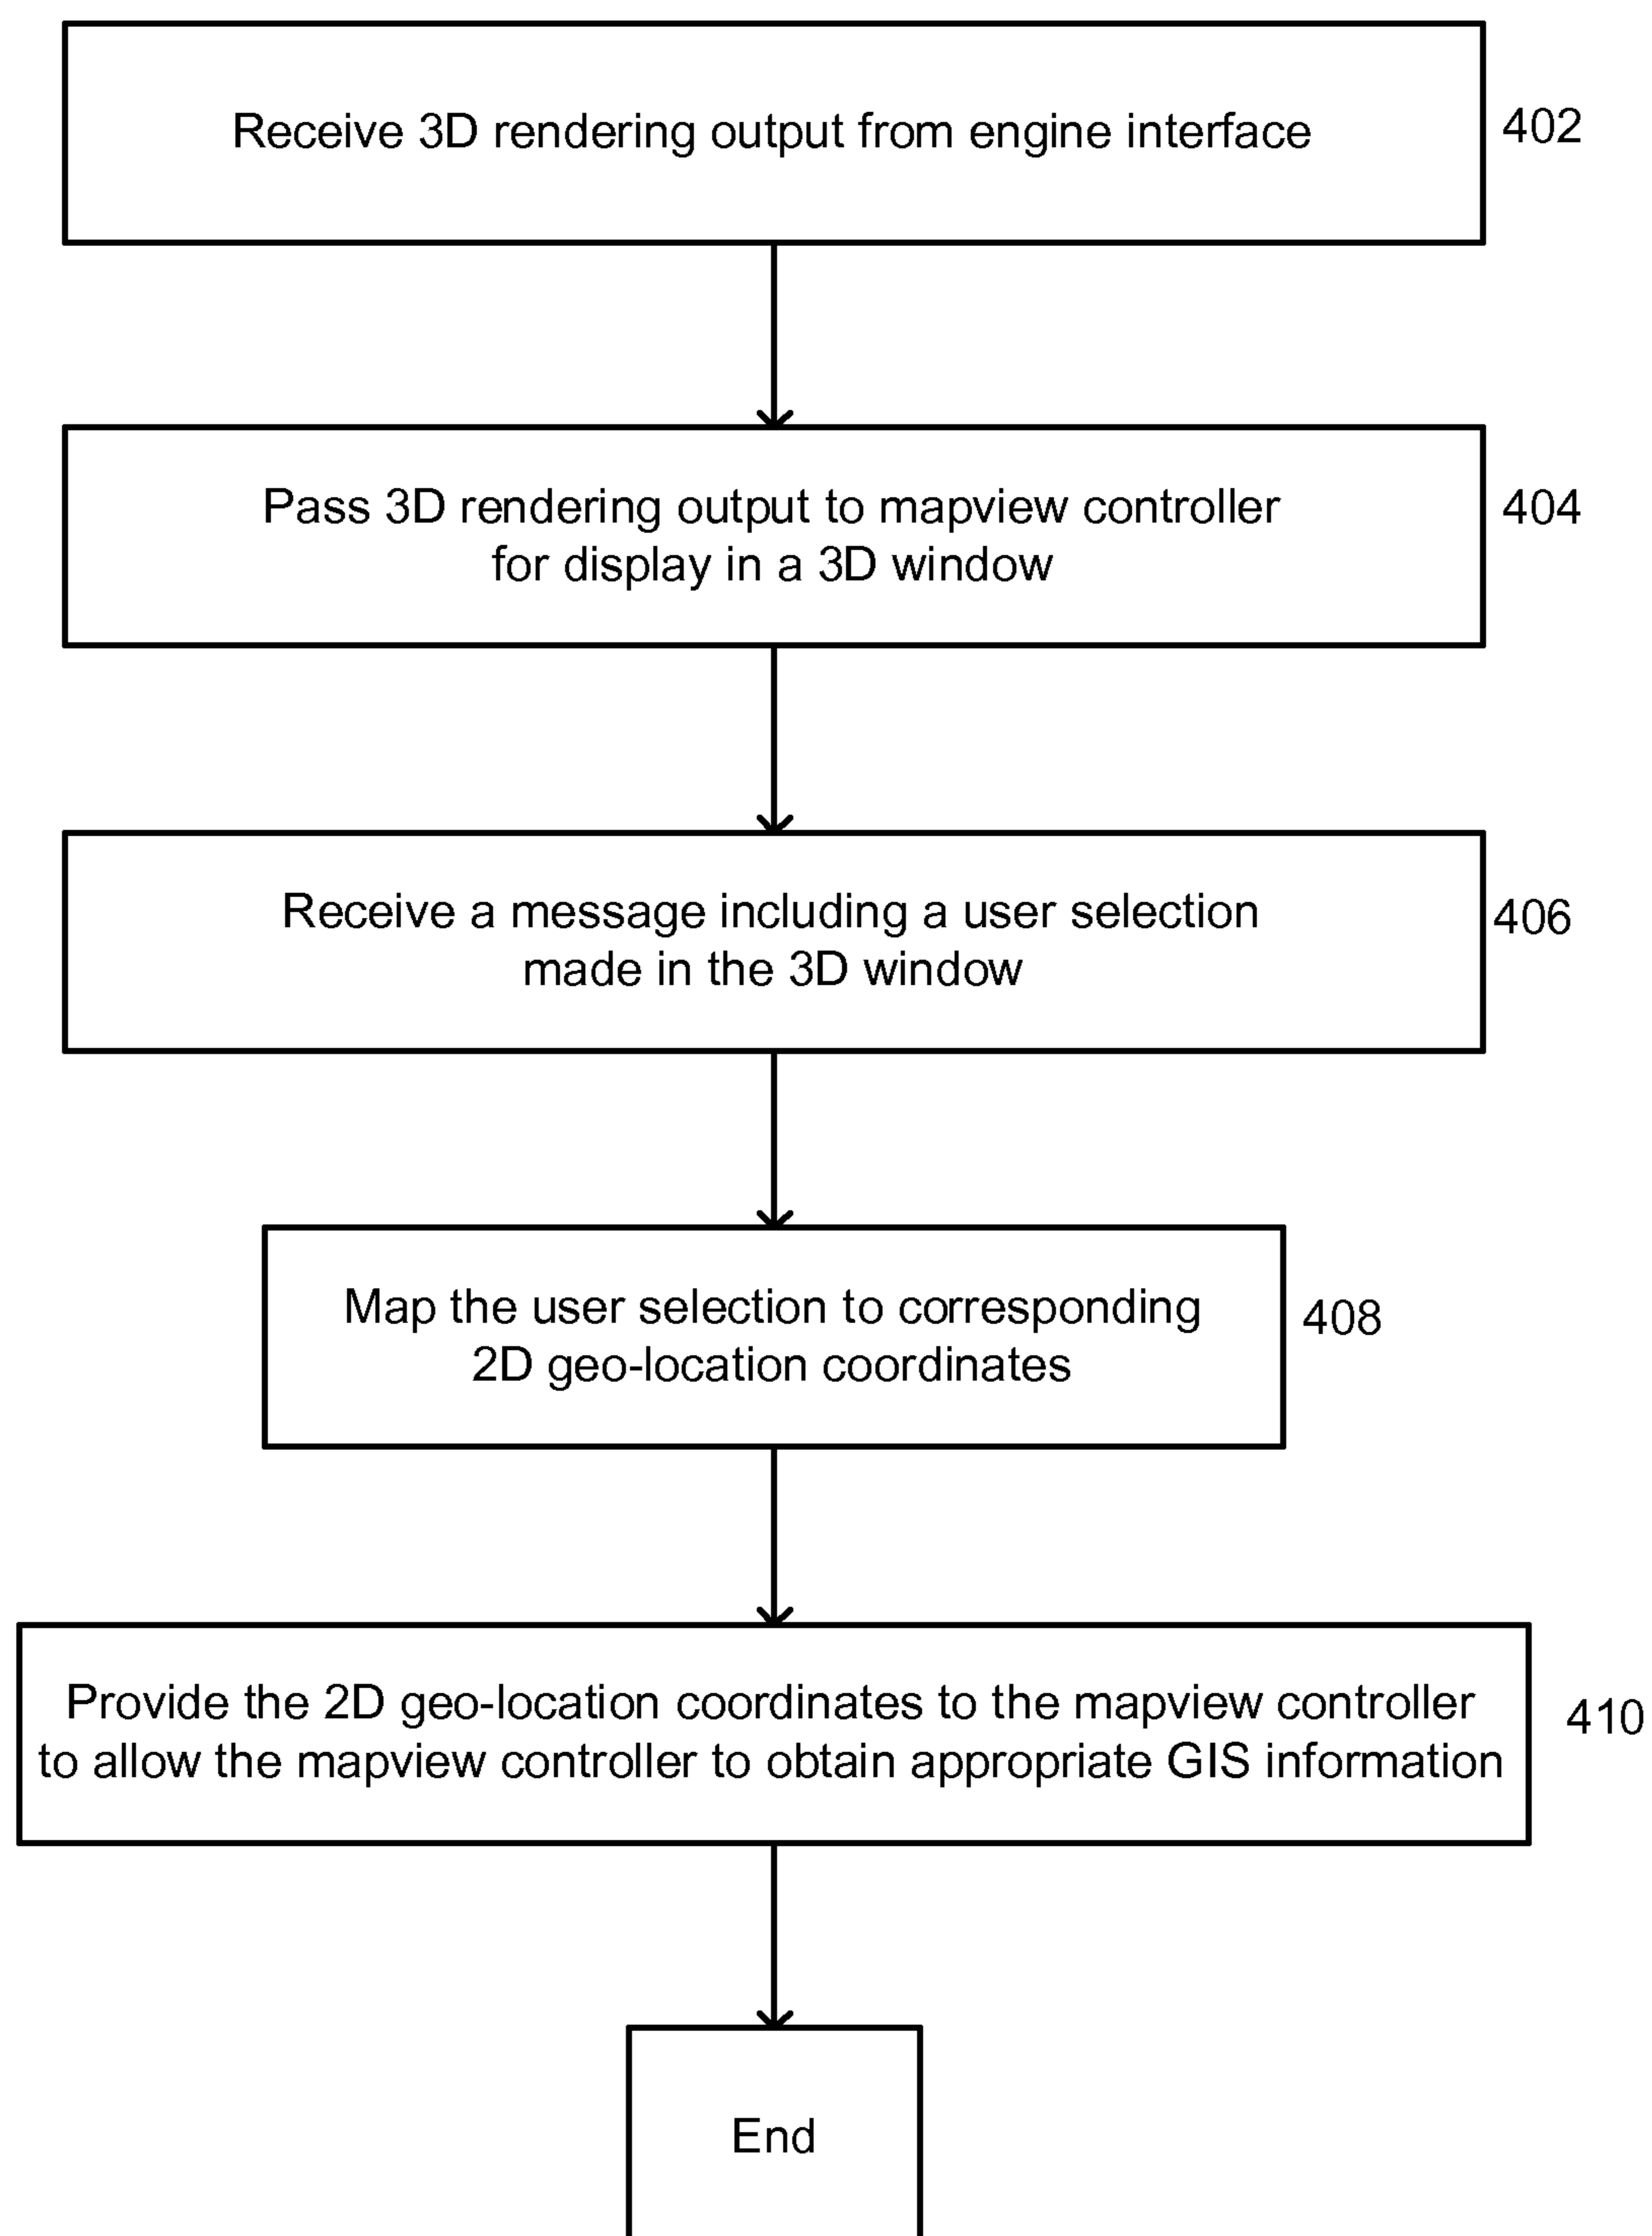 Receive 3D rendering output from engine interface
402
Pass 3D rendering output to mapview controller
for display in a 3D window
404
Receive a message including a user selection
made in the 3D window
406
Map the user selection to corresponding
2D geo-location coordinates
408
Provide the 2D geo-location coordinates to the mapview controller
to allow the mapview controller to obtain appropriate GIS information
410
End